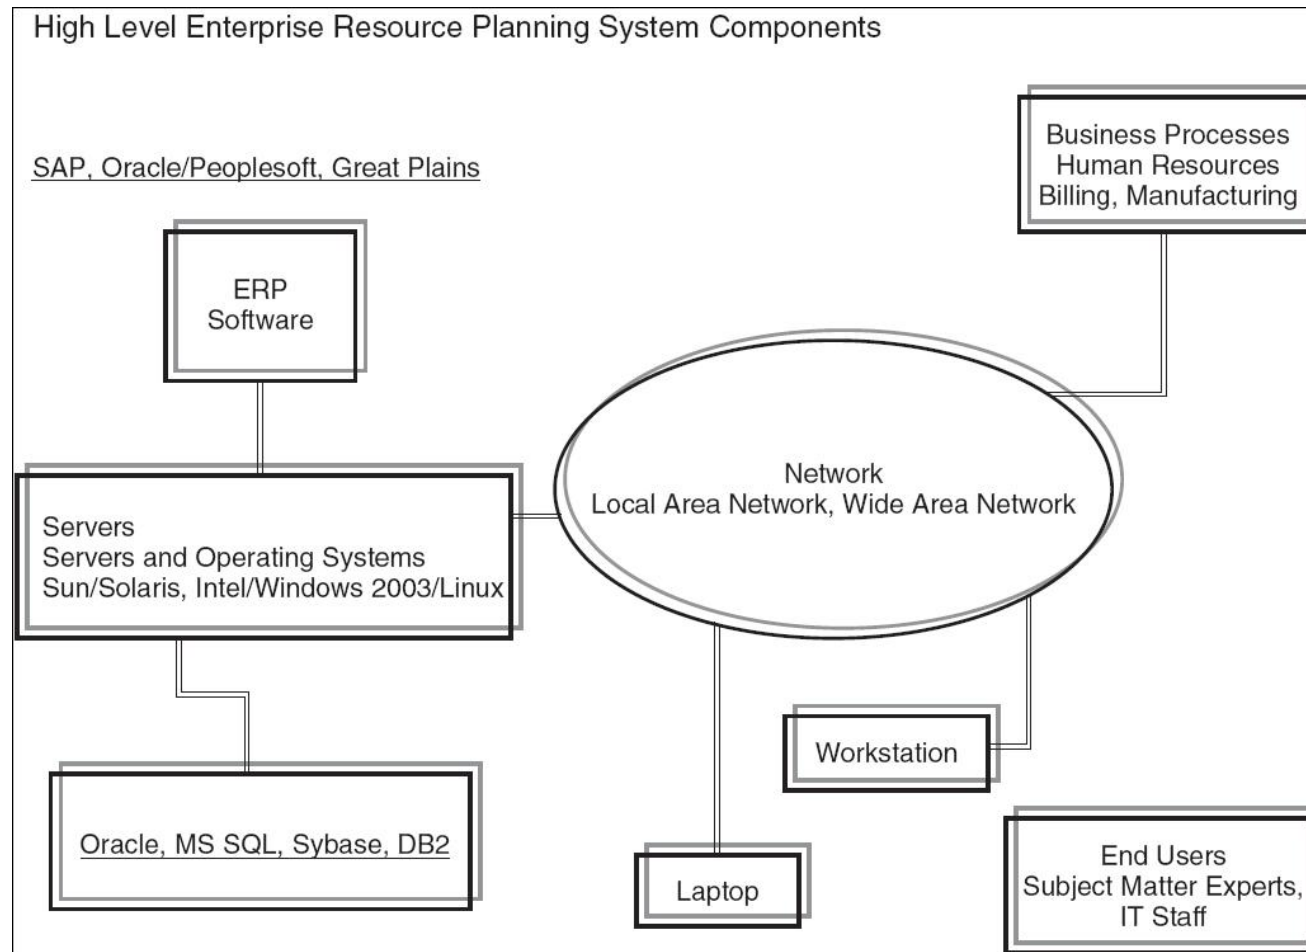 High Level Enterprise Resource Planning System Components
Business Processes
Human Resources
Billing, Manufacturing
SAP, Oracle/Peoplesoft, Great Plains
ERP
Software
Network
Local Area Network, Wide Area Network
Servers
Servers and Operating Systems
Sun/Solaris, Intel/Windows 2003/Linux
Workstation
Oracle, MS SQL, Sybase, DB2
Laptop
End Users
Subject Matter Experts,
IT Staff